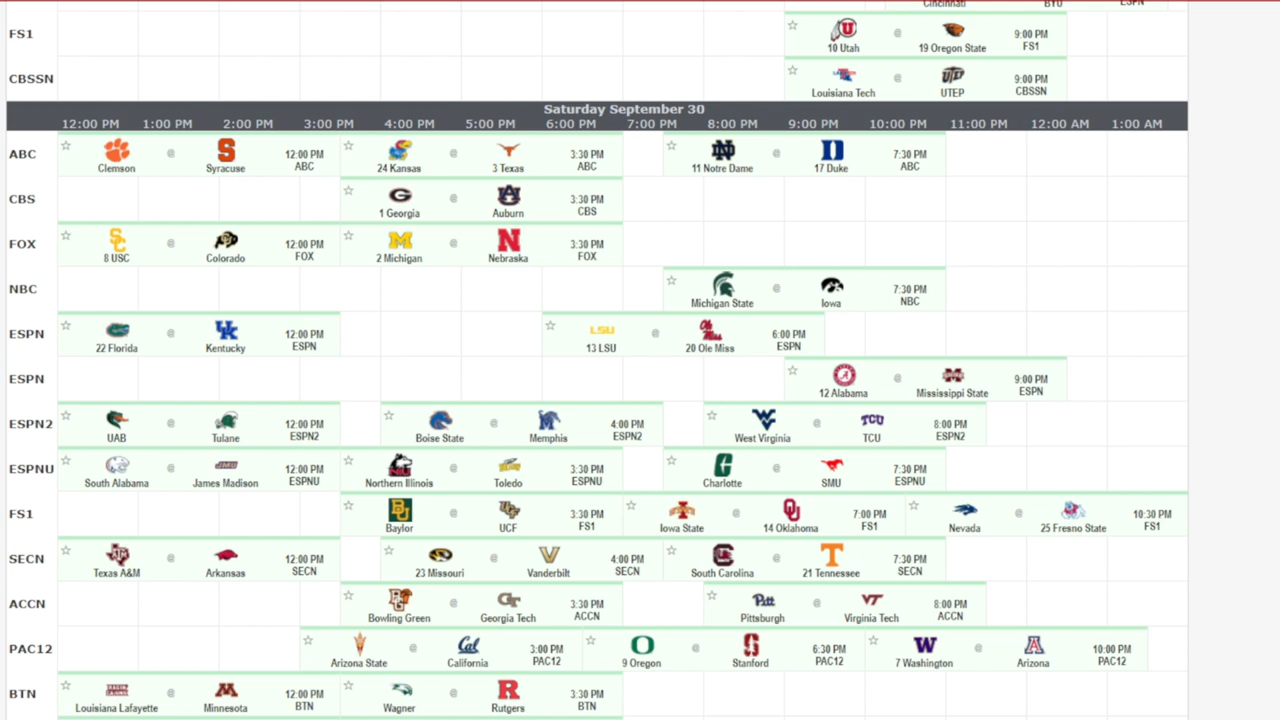 Cincinnati BYU ESPN
FS1
10 Utah @ 19 Oregon State 9:00 PM FS1
CBSSN
Louisiana Tech @ UTEP 9:00 PM CBSSN
Saturday September 30
12:00 PM 1:00 PM 2:00 PM 3:00 PM 4:00 PM 5:00 PM 6:00 PM 7:00 PM 8:00 PM 9:00 PM 10:00 PM 11:00 PM 12:00 AM 1:00 AM
ABC
Clemson @ Syracuse 12:00 PM ABC
24 Kansas @ 3 Texas 3:30 PM ABC
11 Notre Dame @ 17 Duke 7:30 PM ABC
CBS
1 Georgia @ Auburn 3:30 PM CBS
FOX
8 USC @ Colorado 12:00 PM FOX
2 Michigan @ Nebraska 3:30 PM FOX
NBC
Michigan State @ Iowa 7:30 PM NBC
ESPN
22 Florida @ Kentucky 12:00 PM ESPN
13 LSU @ 20 Ole Miss 6:00 PM ESPN
ESPN
12 Alabama @ Mississippi State 9:00 PM ESPN
ESPN2
UAB @ Tulane 12:00 PM ESPN2
Boise State @ Memphis 4:00 PM ESPN2
West Virginia @ TCU 8:00 PM ESPN2
ESPNU
South Alabama @ James Madison 12:00 PM ESPNU
Northern Illinois @ Toledo 3:30 PM ESPNU
Charlotte @ SMU 7:30 PM ESPNU
FS1
Baylor @ UCF 3:30 PM FS1
Iowa State @ 14 Oklahoma 7:00 PM FS1
Nevada @ 25 Fresno State 10:30 PM FS1
SECN
Texas A&M @ Arkansas 12:00 PM SECN
23 Missouri @ Vanderbilt 4:00 PM SECN
South Carolina @ 21 Tennessee 7:30 PM SECN
ACCN
Bowling Green @ Georgia Tech 3:30 PM ACCN
Pittsburgh @ Virginia Tech 8:00 PM ACCN
PAC12
Arizona State @ California 3:00 PM PAC12
9 Oregon @ Stanford 6:30 PM PAC12
7 Washington @ Arizona 10:00 PM PAC12
BTN
Louisiana Lafayette @ Minnesota 12:00 PM BTN
Wagner @ Rutgers 3:30 PM BTN